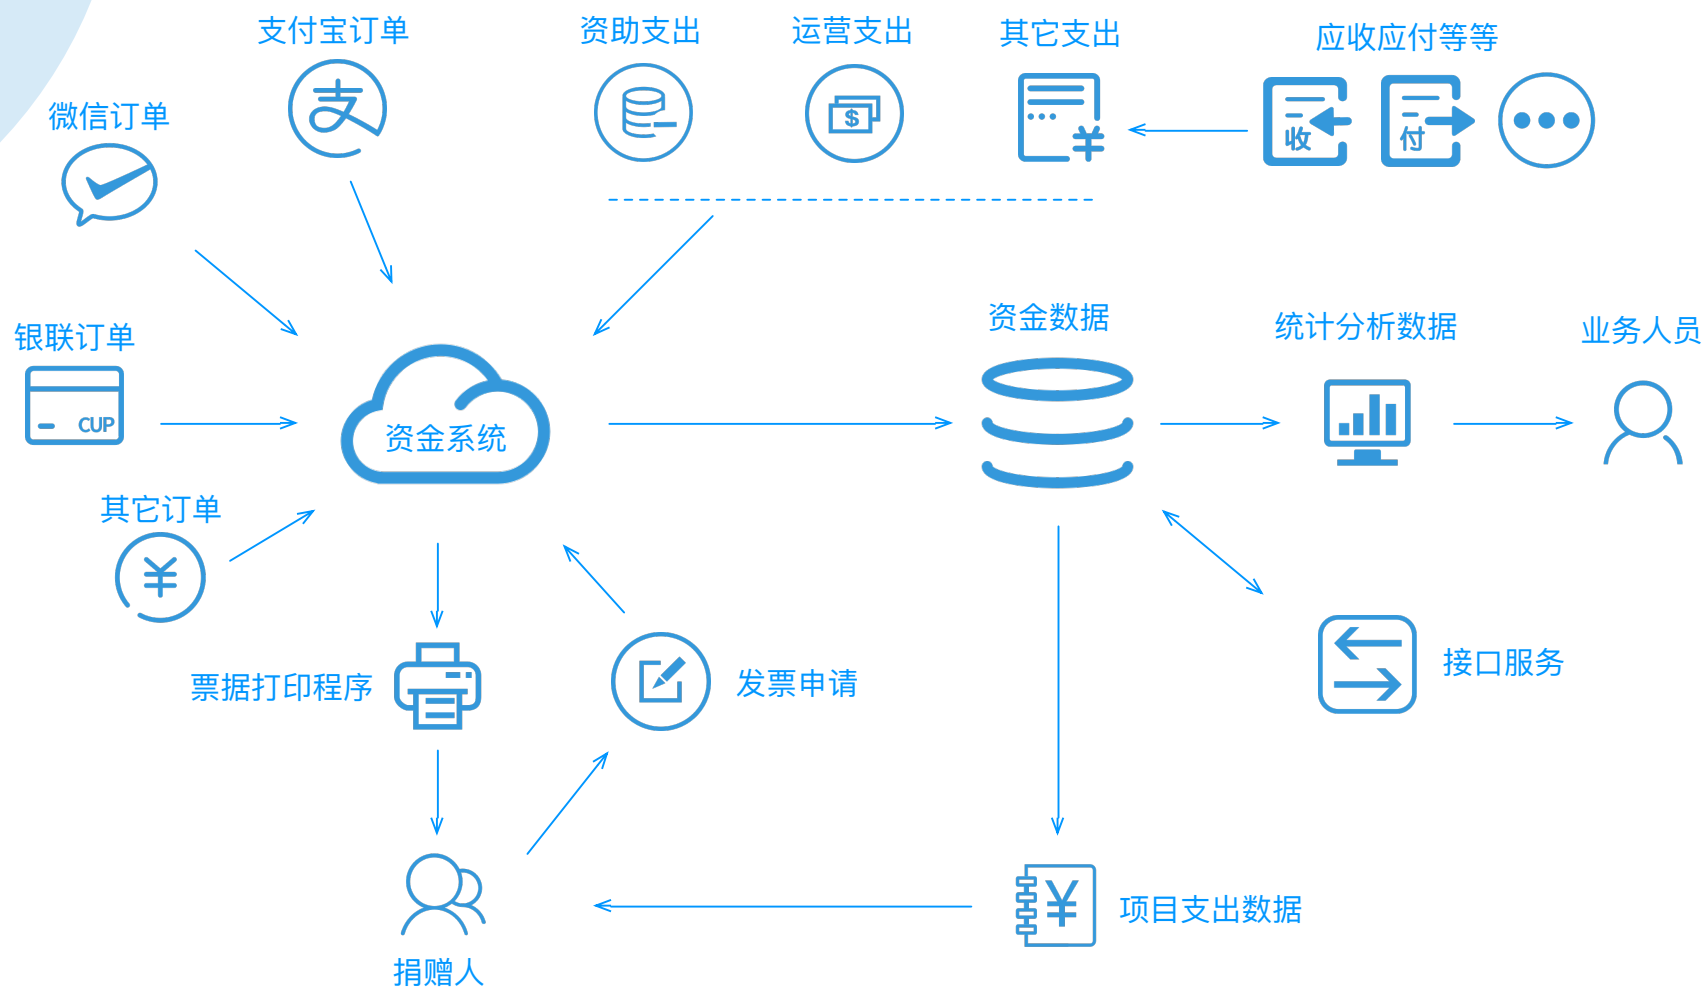 支付宝订单
资助支出
运营支出
其它支出
应收应付等等
微信订单
$
收
付
银联订单
CUP
资金系统
资金数据
统计分析数据
业务人员
其它订单
票据打印程序
发票申请
接口服务
项目支出数据
捐赠人